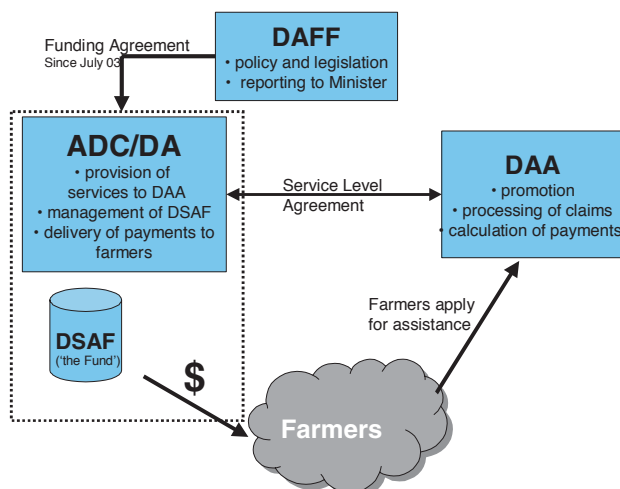 Funding Agreement
Since July 03
DAFF
• policy and legislation
• reporting to Minister
ADC/DA
• provision of
services to DAA
• management of DSAF
• delivery of payments to
farmers
Service Level
Agreement
DAA
• promotion
• processing of claims
• calculation of payments
DSAF
('the Fund')
$
Farmers apply
for assistance
Farmers